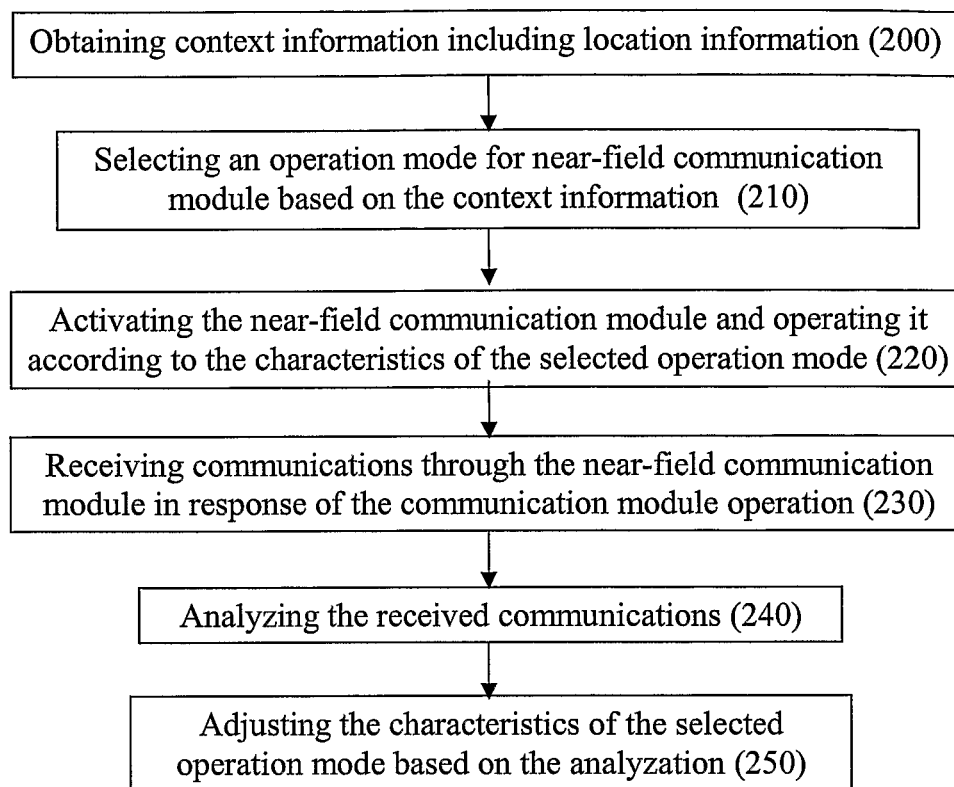 Obtaining context information including location information (200)
Selecting an operation mode for near-field communication
module based on the context information (210)
Activating the near-field communication module and operating it
according to the characteristics of the selected operation mode (220)
Receiving communications through the near-field communication
module in response of the communication module operation (230)
Analyzing the received communications (240)
Adjusting the characteristics of the selected
operation mode based on the analyzation (250)